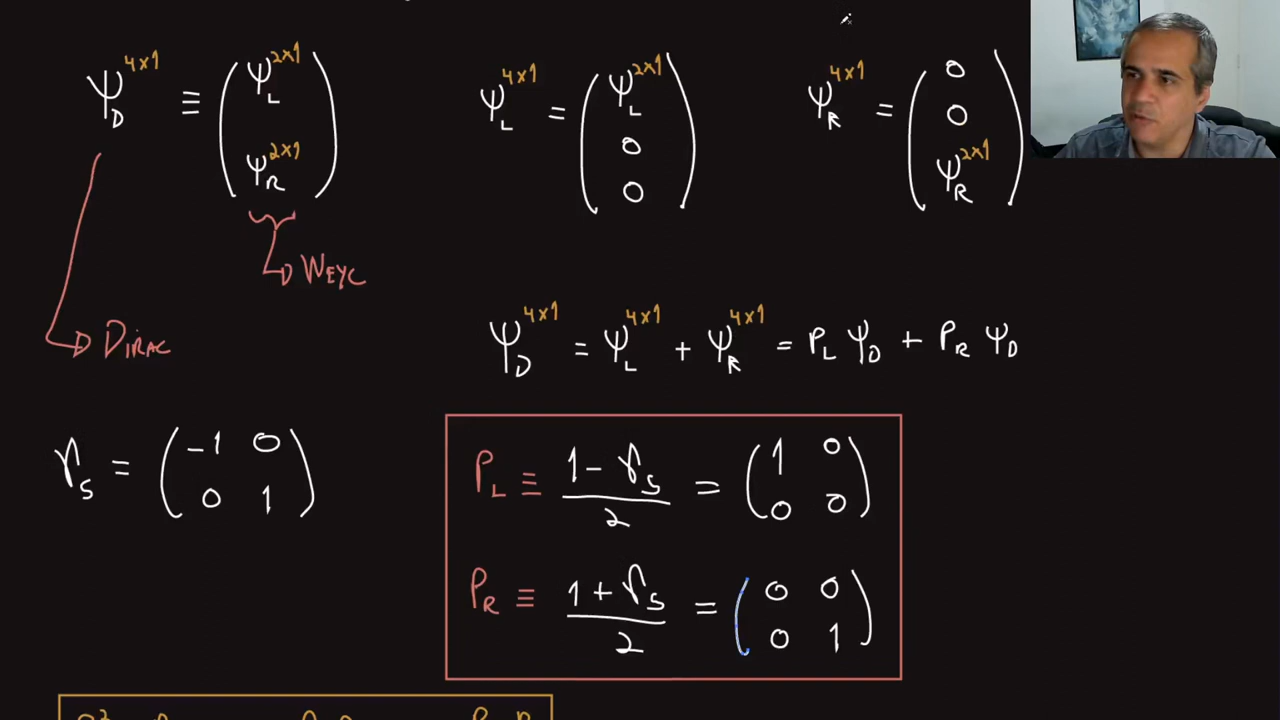 Ψ_D^{4x1} ≡ ( Ψ_L^{2x1} ; Ψ_R^{2x1} )
Ψ_L^{4x1} = ( Ψ_L^{2x1} ; 0 ; 0 )
Ψ_R^{4x1} = ( 0 ; 0 ; Ψ_R^{2x1} )
WEYL
DIRAC
Ψ_D^{4x1} = Ψ_L^{4x1} + Ψ_R^{4x1} = P_L Ψ_D + P_R Ψ_D
γ_5 = ( -1 0 ; 0 1 )
P_L ≡ (1 - γ_5)/2 = ( 1 0 ; 0 0 )
P_R ≡ (1 + γ_5)/2 = ( 0 0 ; 0 1 )